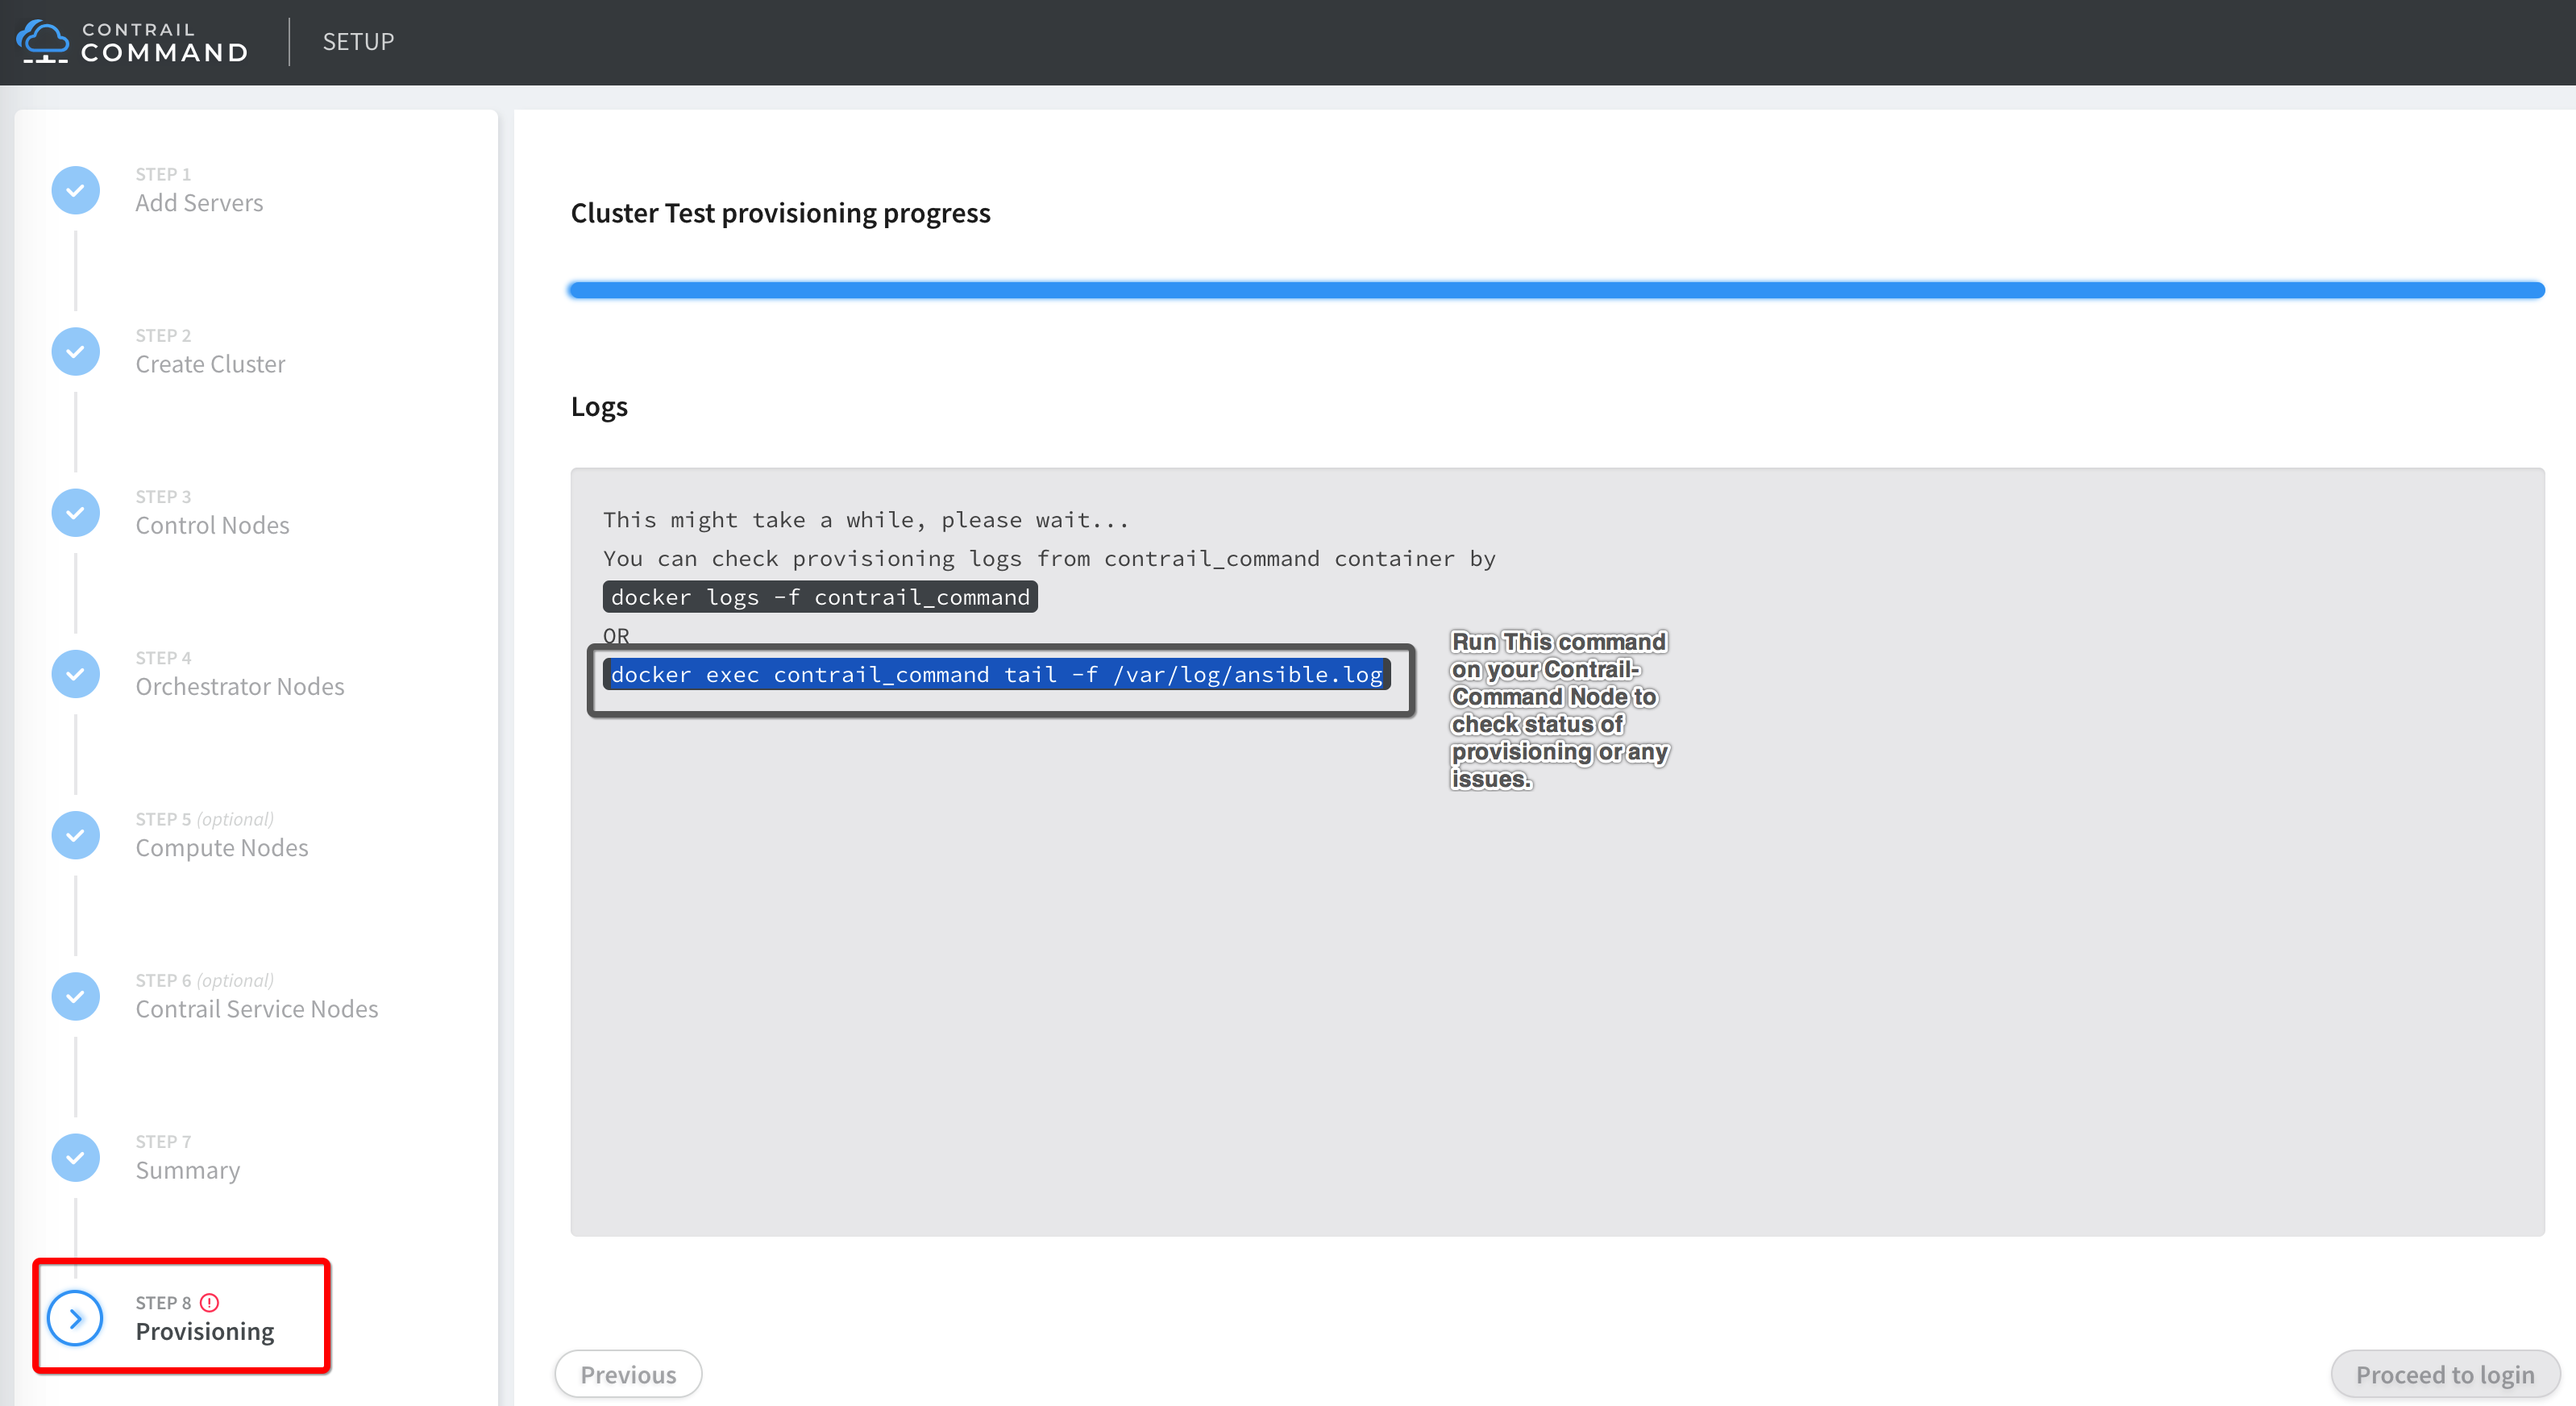 CONTRAIL
COMMAND
SETUP
STEP 1
Add Servers
STEP 2
Create Cluster
STEP 3
Control Nodes
STEP 4
Orchestrator Nodes
STEP 5 (optional)
Compute Nodes
STEP 6 (optional)
Contrail Service Nodes
STEP 7
Summary
STEP 8
Provisioning
Cluster Test provisioning progress
Logs
This might take a while, please wait...
You can check provisioning logs from contrail_command container by
docker logs -f contrail_command
OR
docker exec contrail_command tail -f /var/log/ansible.log
Run This command
on your Contrail-
Command Node to
check status of
provisioning or any
issues.
Previous
Proceed to login